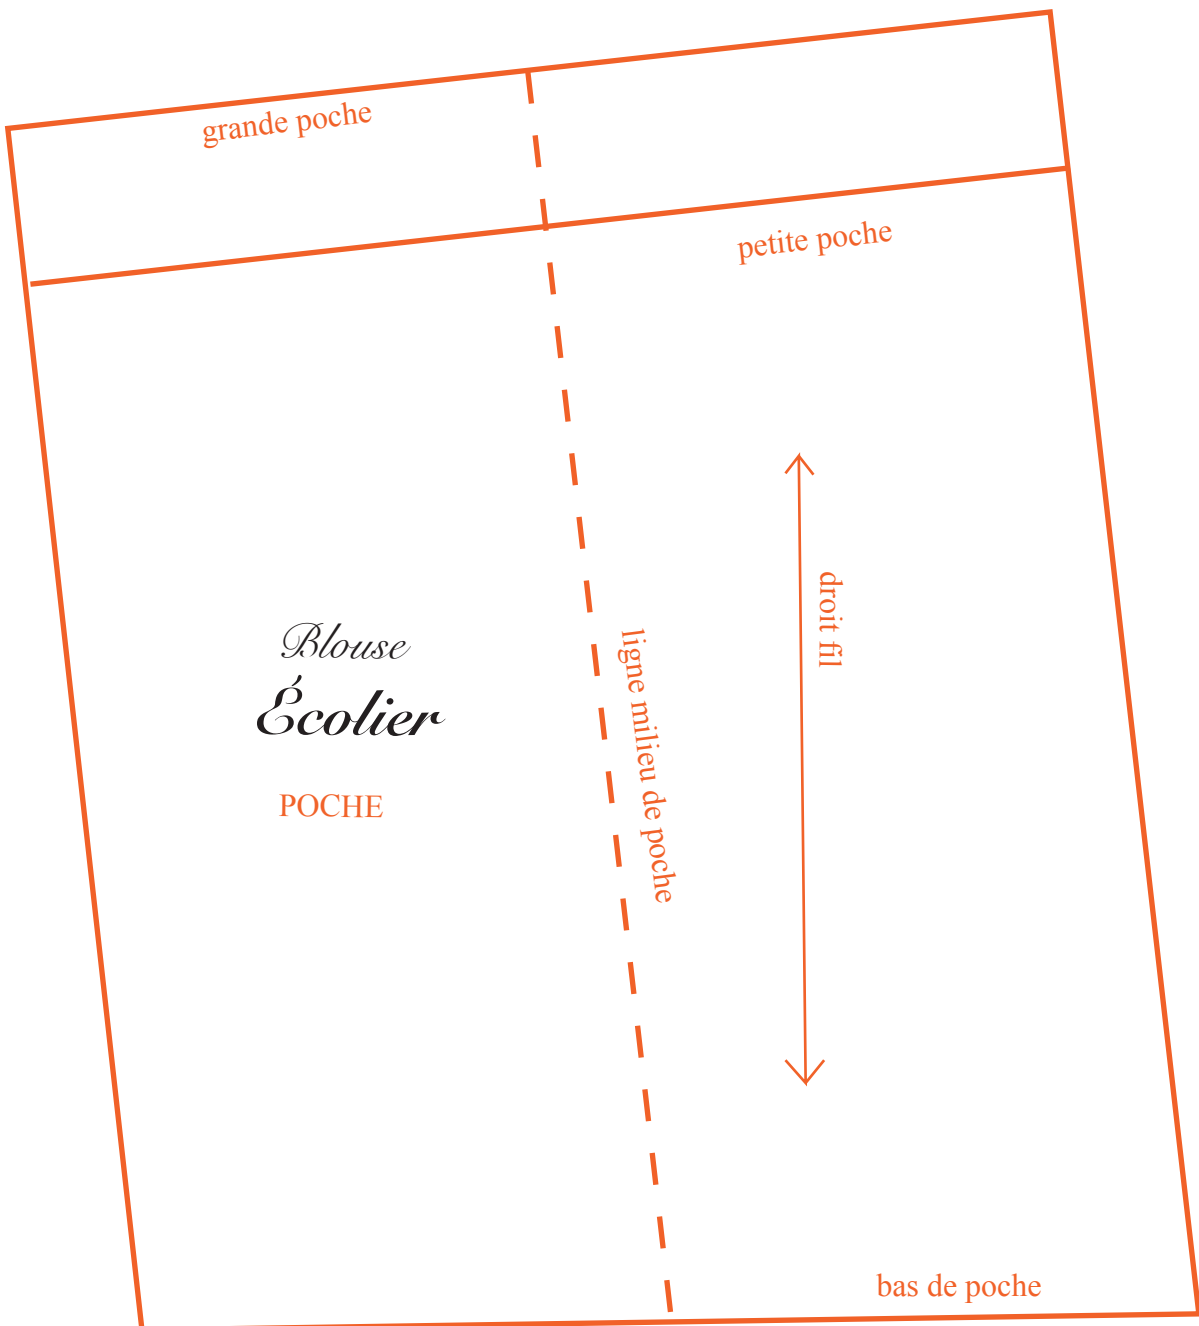 grande poche
petite poche
droit fil
ligne milieu de poche
Blouse
Écolier
POCHE
bas de poche